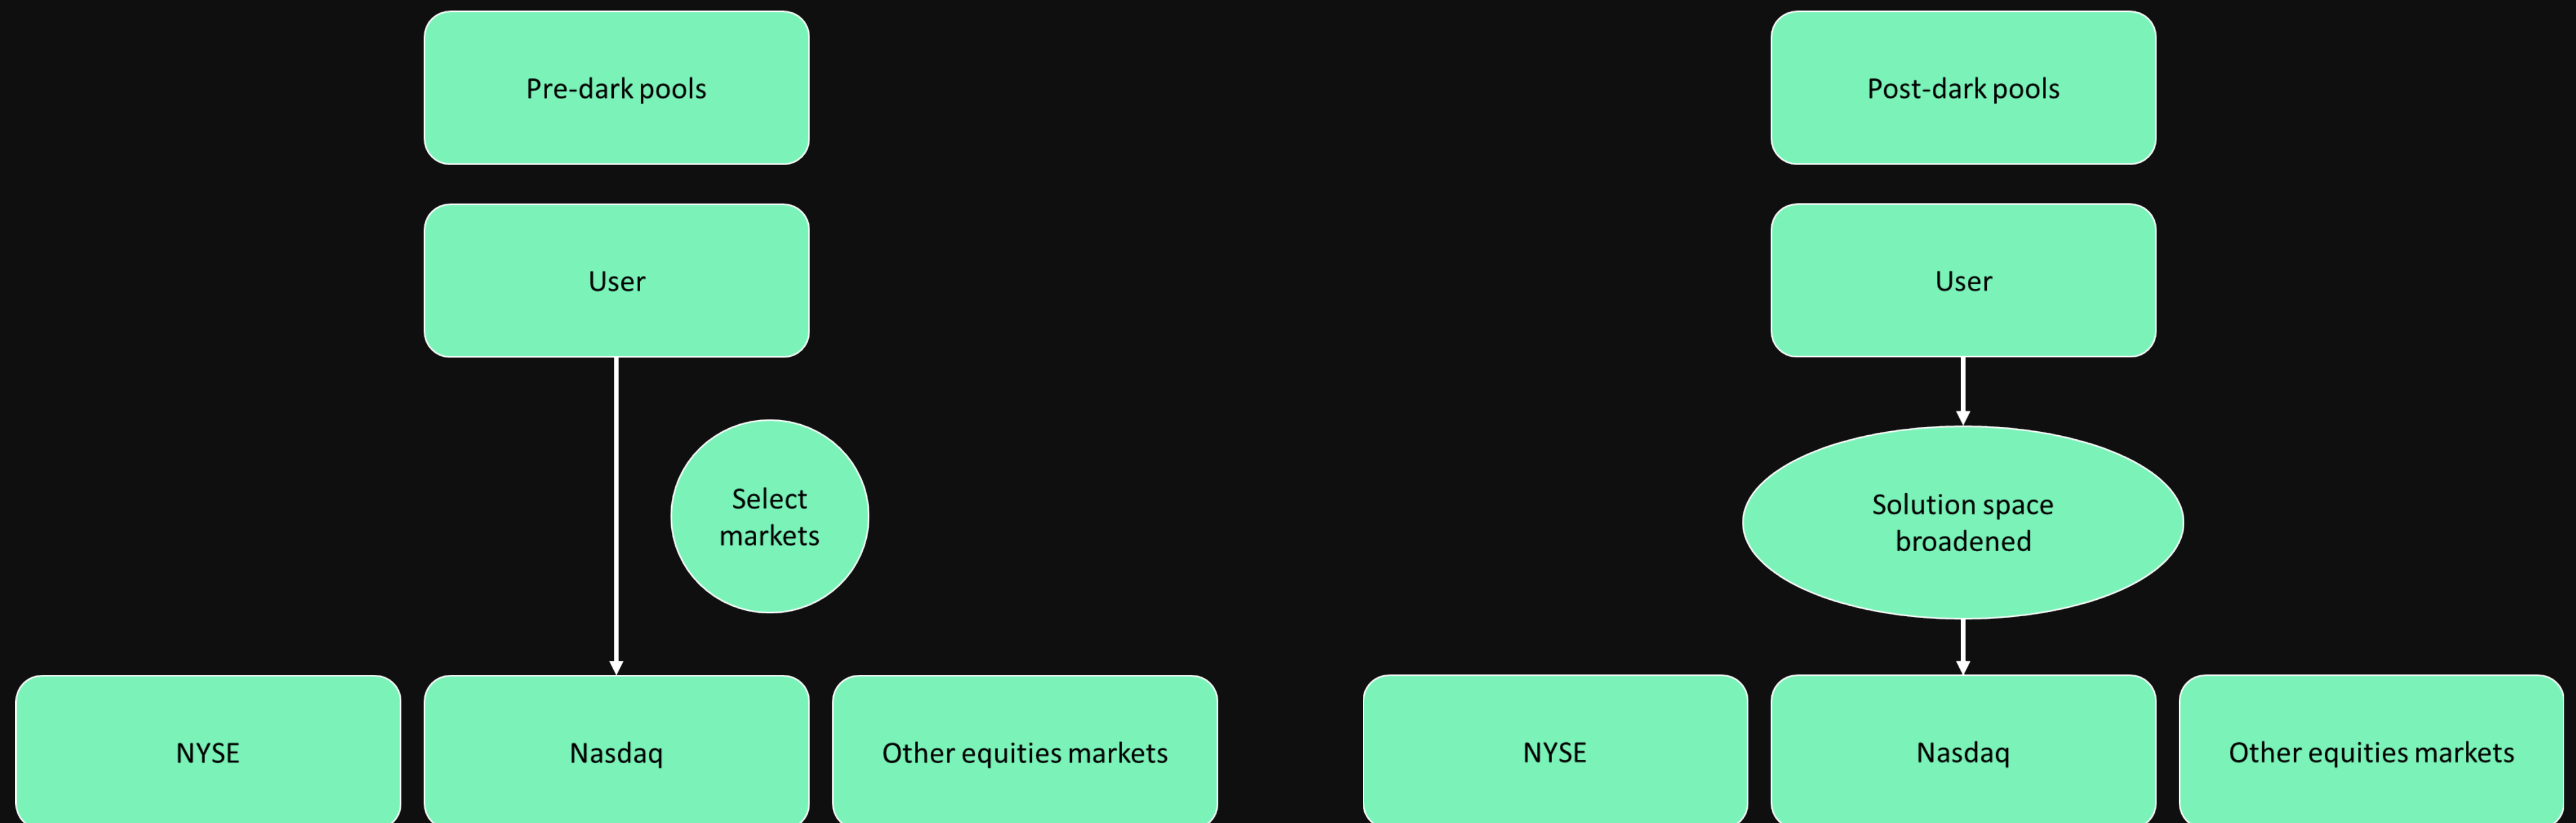 Pre-dark pools
Post-dark pools
User
User
Select
markets
Solution space
broadened
NYSE
Nasdaq
Other equities markets
NYSE
Nasdaq
Other equities markets